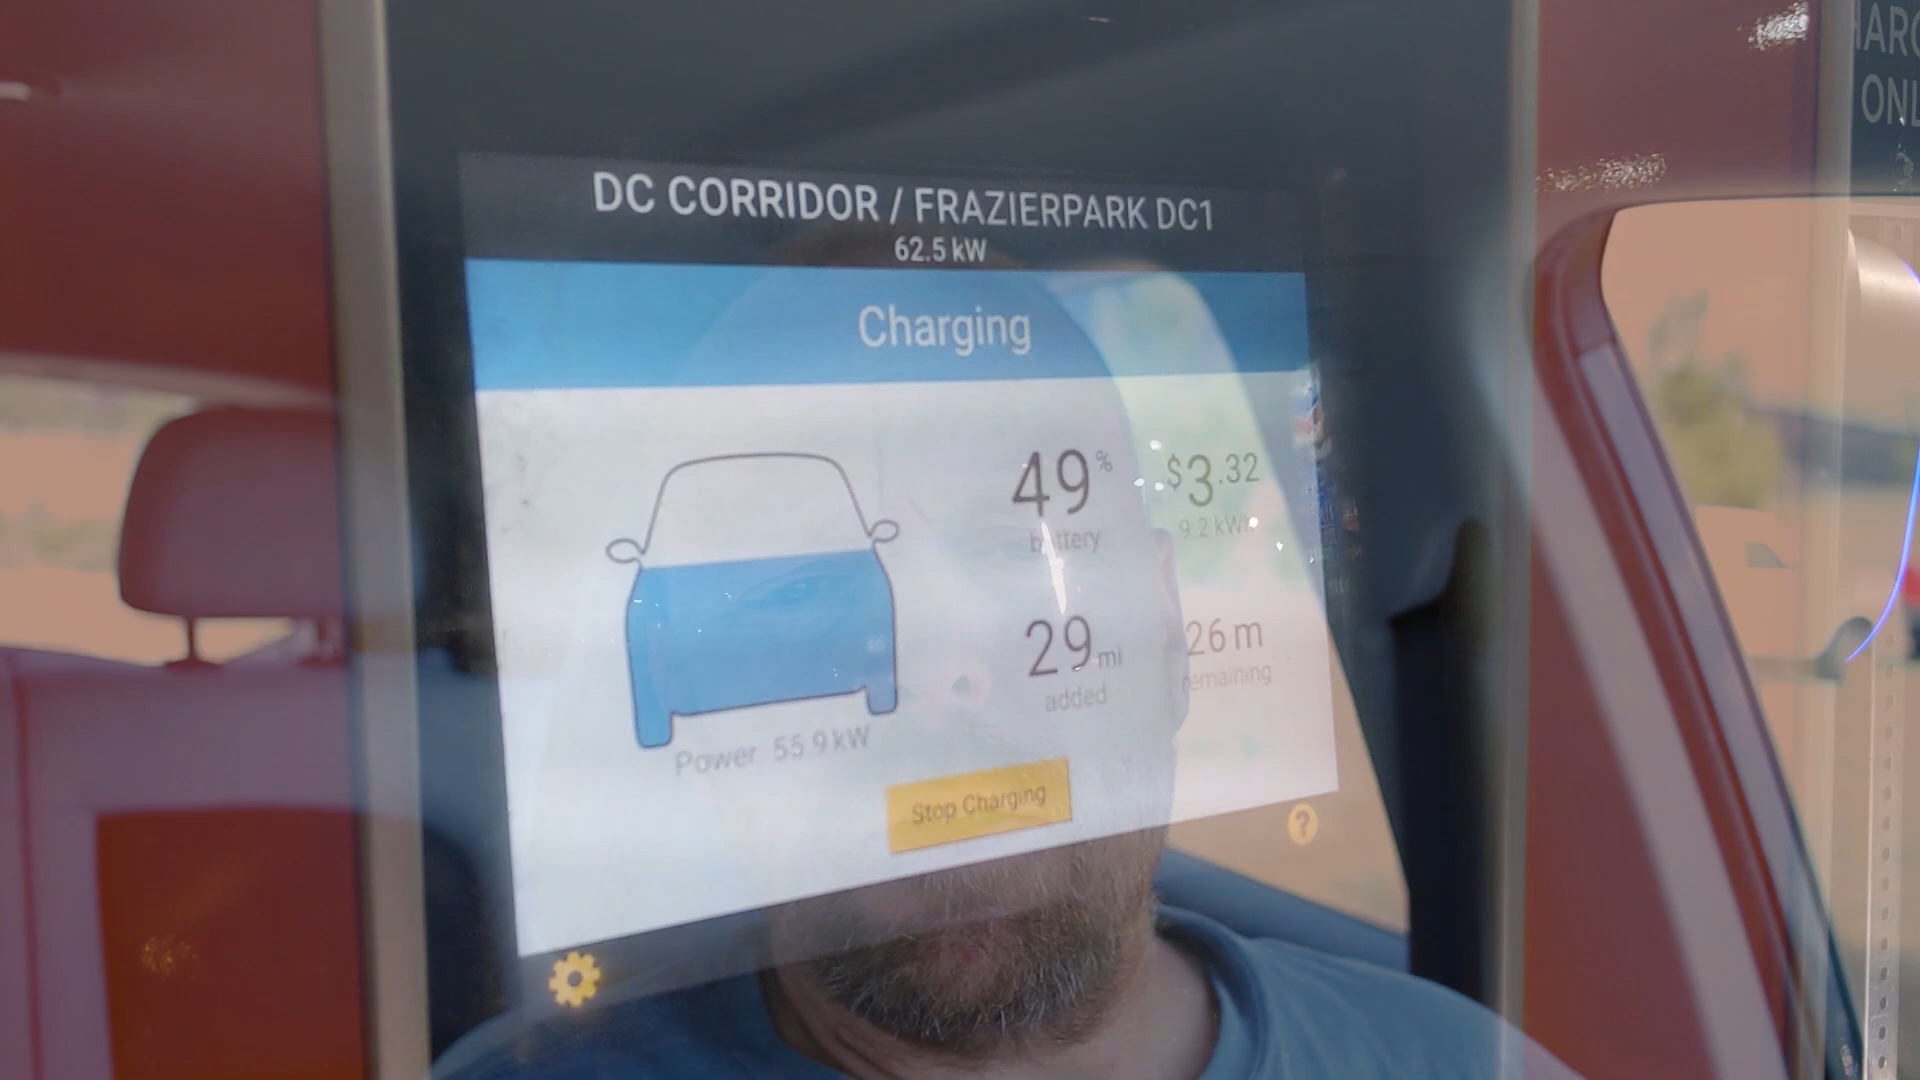 DC CORRIDOR / FRAZIERPARK DC1
62.5 kW
Charging
49%
battery
$3.32
9.2 kWh
29 mi
added
26 m
remaining
Power 55.9 kW
Stop Charging
?
ONL